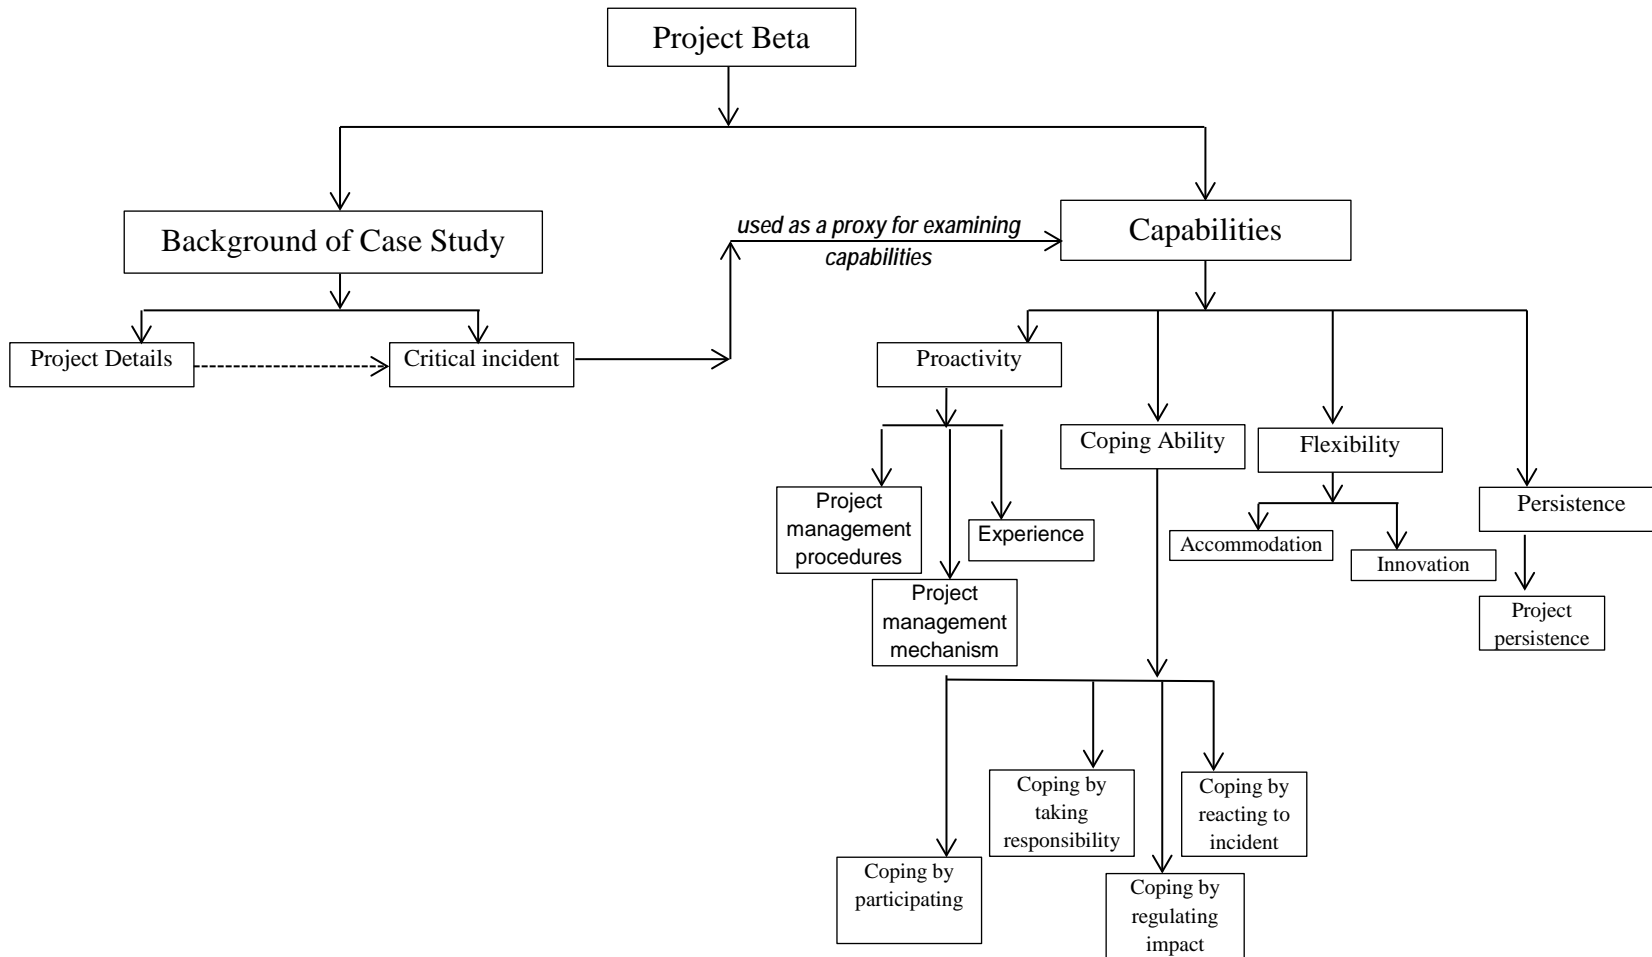 Project Beta
Background of Case Study
used as a proxy for examining
capabilities
Capabilities
Project Details
Critical incident
Proactivity
Coping Ability
Flexibility
Persistence
Project
management
procedures
Experience
Accommodation
Innovation
Project
management
mechanism
Project
persistence
Coping by
participating
Coping by
taking
responsibility
Coping by
regulating
impact
Coping by
reacting to
incident